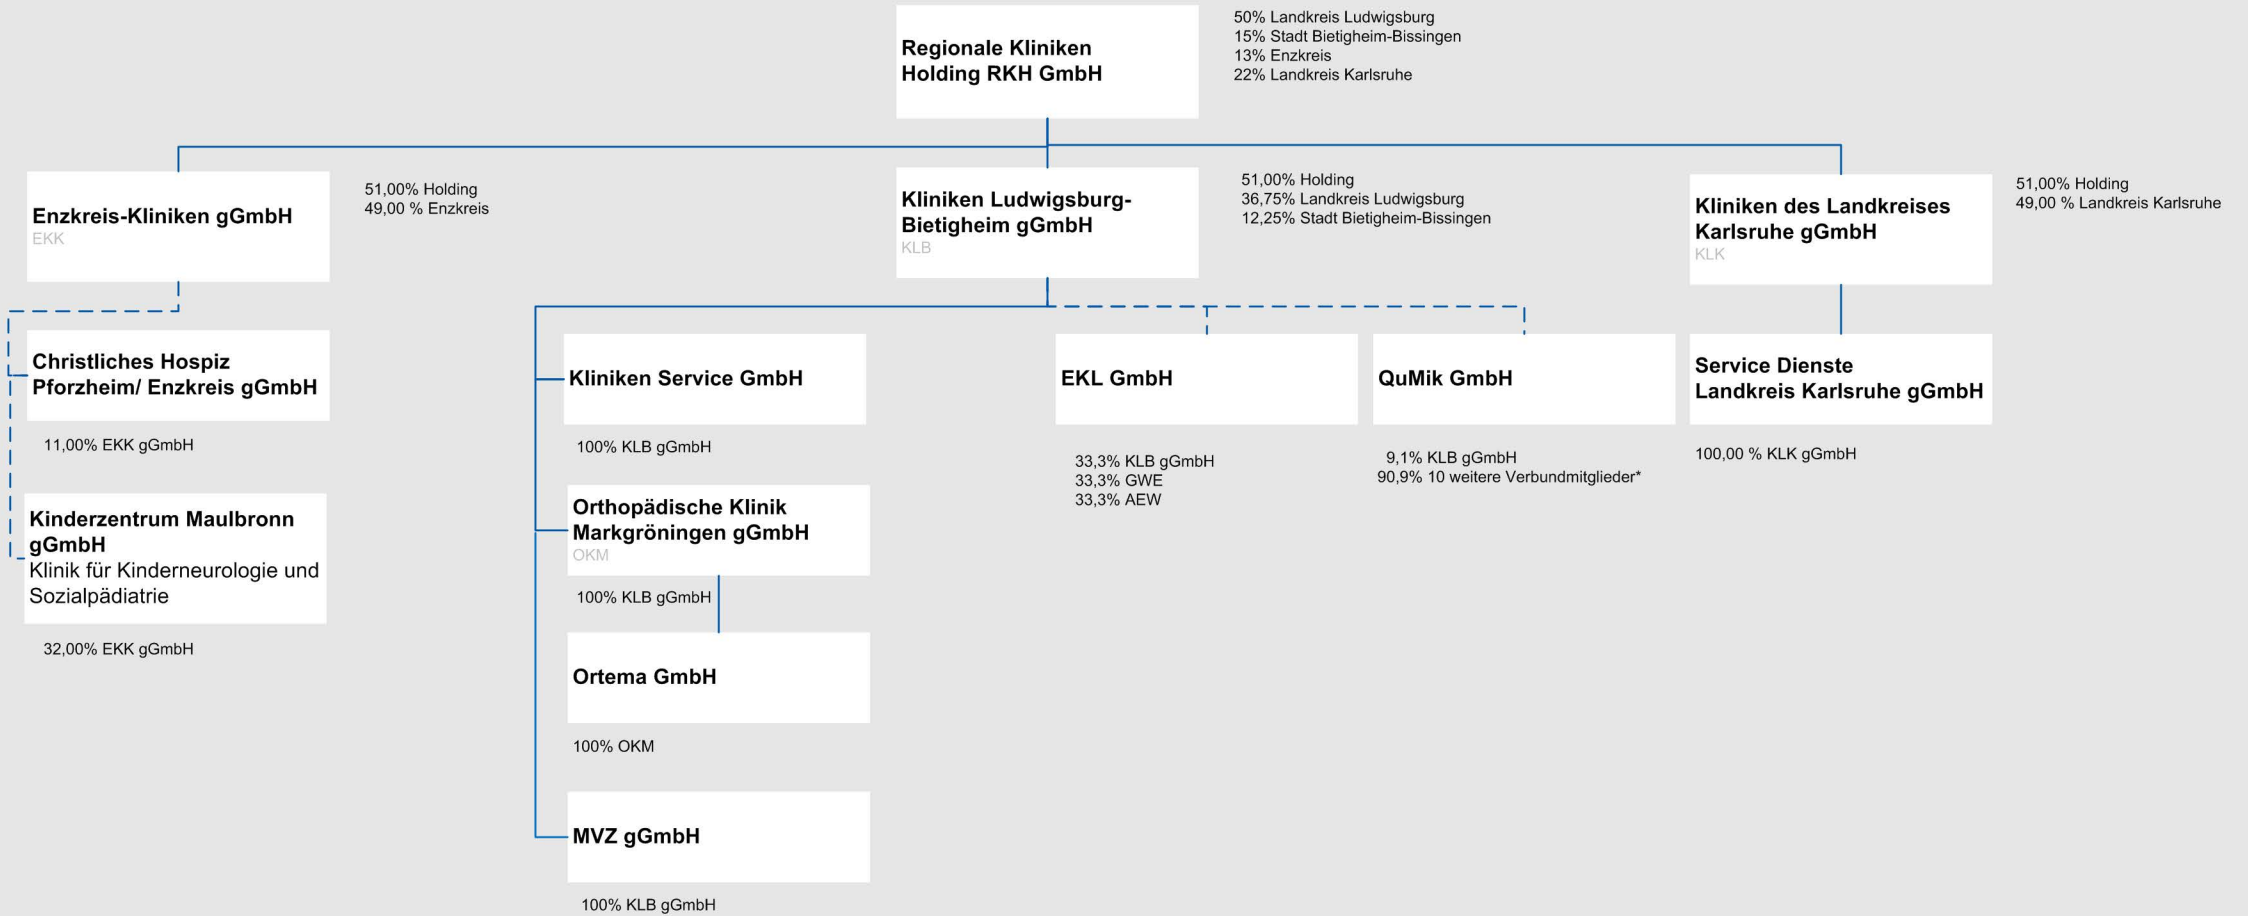 Regionale Kliniken
Holding RKH GmbH
50% Landkreis Ludwigsburg
15% Stadt Bietigheim-Bissingen
13% Enzkreis
22% Landkreis Karlsruhe
Enzkreis-Kliniken gGmbH
EKK
51,00% Holding
49,00 % Enzkreis
Kliniken Ludwigsburg-
Bietigheim gGmbH
KLB
51,00% Holding
36,75% Landkreis Ludwigsburg
12,25% Stadt Bietigheim-Bissingen
Kliniken des Landkreises
Karlsruhe gGmbH
KLK
51,00% Holding
49,00 % Landkreis Karlsruhe
Christliches Hospiz
Pforzheim/ Enzkreis gGmbH
11,00% EKK gGmbH
Kinderzentrum Maulbronn
gGmbH
Klinik für Kinderneurologie und
Sozialpädiatrie
32,00% EKK gGmbH
Kliniken Service GmbH
100% KLB gGmbH
Orthopädische Klinik
Markgröningen gGmbH
OKM
100% KLB gGmbH
Ortema GmbH
100% OKM
MVZ gGmbH
100% KLB gGmbH
EKL GmbH
33,3% KLB gGmbH
33,3% GWE
33,3% AEW
QuMik GmbH
9,1% KLB gGmbH
90,9% 10 weitere Verbundmitglieder*
Service Dienste
Landkreis Karlsruhe gGmbH
100,00 % KLK gGmbH